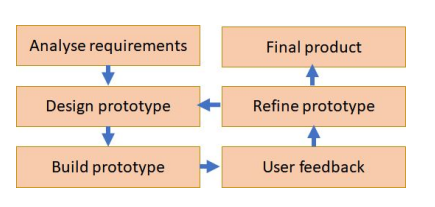 Analyse requirements
Final product
Design prototype
Refine prototype
Build prototype
User feedback